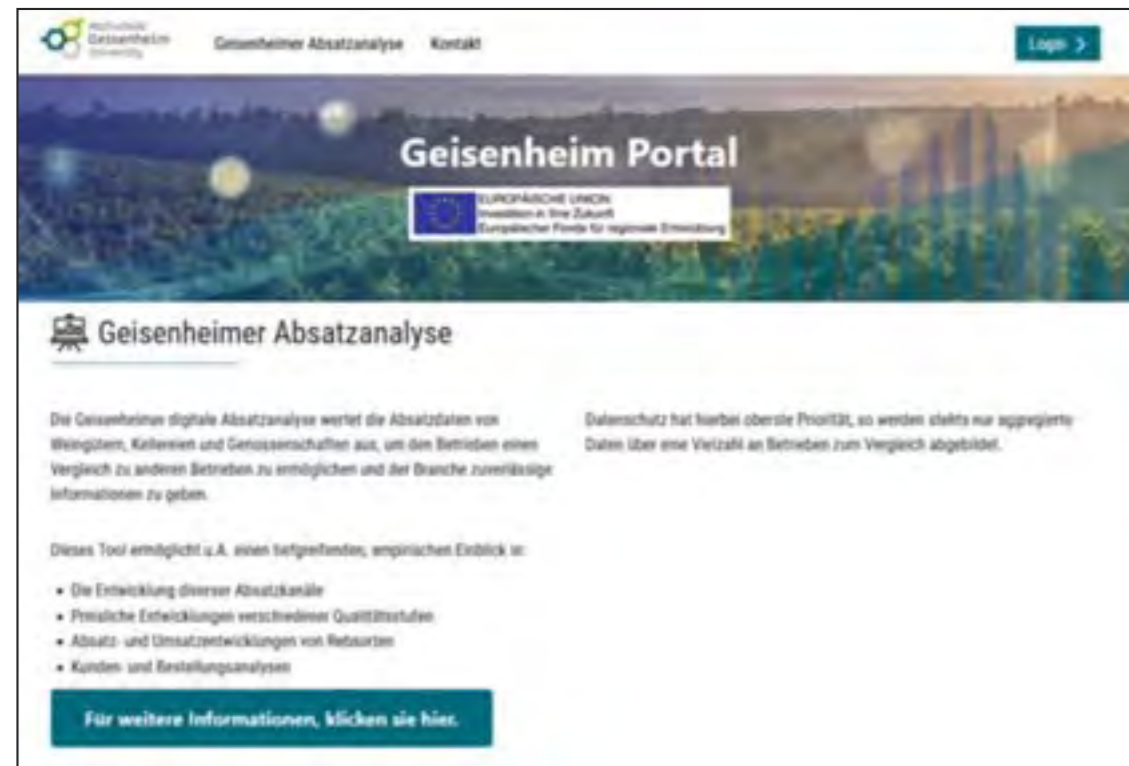 Hochschule
Geisenheim
University
Geisenheimer Absatzanalyse Kontakt
Login
Geisenheim Portal
EUROPÄISCHE UNION
Investition in Ihre Zukunft
Europäischer Fonds für regionale Entwicklung
Geisenheimer Absatzanalyse
Die Geisenheimer digitale Absatzanalyse wertet die Absatzdaten von
Weingütern, Kellereien und Genossenschaften aus, um den Betrieben einen
Vergleich zu anderen Betrieben zu ermöglichen und der Branche zuverlässige
Informationen zu geben.
Dieses Tool ermöglicht u.A. einen tiefgreifenden, empirischen Einblick in:
• Die Entwicklung diverser Absatzkanäle
• Preisliche Entwicklungen verschiedener Qualitätsstufen
• Absatz- und Umsatzentwicklungen von Rebsorten
• Kunden- und Bestellungsanalysen
Für weitere Informationen, klicken sie hier.
Datenschutz hat hierbei oberste Priorität, so werden stehts nur aggregierte
Daten über eine Vielzahl an Betrieben zum Vergleich abgebildet.